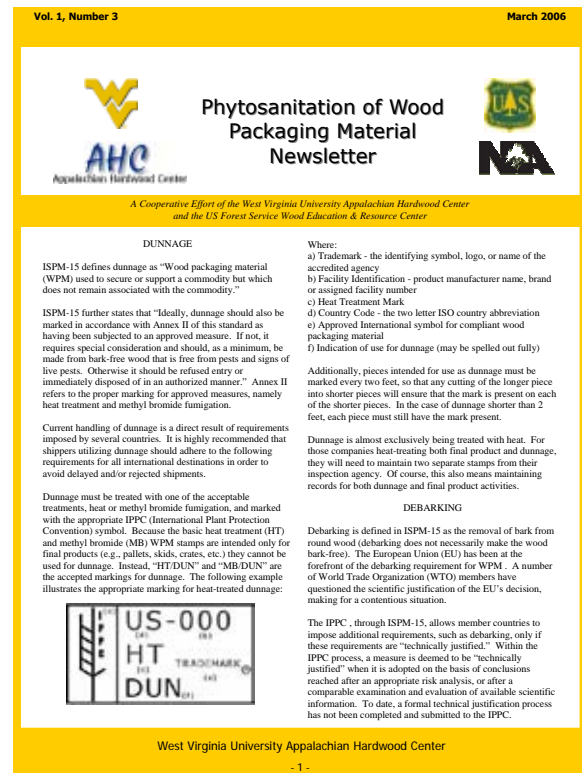 Vol. 1, Number 3
March 2006
Phytosanitation of Wood
Packaging Material
Newsletter
AHC
Appalachian Hardwood Center
UAS
NA
A Cooperative Effort of the West Virginia University Appalachian Hardwood Center
and the US Forest Service Wood Education & Resource Center
DUNNAGE
ISPM-15 defines dunnage as “Wood packaging material
(WPM) used to secure or support a commodity but which
does not remain associated with the commodity.”
ISPM-15 further states that “Ideally, dunnage should also be
marked in accordance with Annex II of this standard as
having been subjected to an approved measure. If not, it
requires special consideration and should, as a minimum, be
made from bark-free wood that is free from pests and signs of
live pests. Otherwise it should be refused entry or
immediately disposed of in an authorized manner.” Annex II
refers to the proper marking for approved measures, namely
heat treatment and methyl bromide fumigation.
Current handling of dunnage is a direct result of requirements
imposed by several countries. It is highly recommended that
shippers utilizing dunnage should adhere to the following
requirements for all international destinations in order to
avoid delayed and/or rejected shipments.
Dunnage must be treated with one of the acceptable
treatments, heat or methyl bromide fumigation, and marked
with the appropriate IPPC (International Plant Protection
Convention) symbol. Because the basic heat treatment (HT)
and methyl bromide (MB) WPM stamps are intended only for
final products (e.g., pallets, skids, crates, etc.) they cannot be
used for dunnage. Instead, “HT/DUN” and “MB/DUN” are
the accepted markings for dunnage. The following example
illustrates the appropriate marking for heat-treated dunnage:
IPPC
US-000
HT
TRADEMARK
DUN
Where:
a) Trademark - the identifying symbol, logo, or name of the
accredited agency
b) Facility Identification - product manufacturer name, brand
or assigned facility number
c) Heat Treatment Mark
d) Country Code - the two letter ISO country abbreviation
e) Approved International symbol for compliant wood
packaging material
f) Indication of use for dunnage (may be spelled out fully)
Additionally, pieces intended for use as dunnage must be
marked every two feet, so that any cutting of the longer piece
into shorter pieces will ensure that the mark is present on each
of the shorter pieces. In the case of dunnage shorter than 2
feet, each piece must still have the mark present.
Dunnage is almost exclusively being treated with heat. For
those companies heat-treating both final product and dunnage,
they will need to maintain two separate stamps from their
inspection agency. Of course, this also means maintaining
records for both dunnage and final product activities.
DEBARKING
Debarking is defined in ISPM-15 as the removal of bark from
round wood (debarking does not necessarily make the wood
bark-free). The European Union (EU) has been at the
forefront of the debarking requirement for WPM . A number
of World Trade Organization (WTO) members have
questioned the scientific justification of the EU’s decision,
making for a contentious situation.
The IPPC , through ISPM-15, allows member countries to
impose additional requirements, such as debarking, only if
these requirements are “technically justified.” Within the
IPPC process, a measure is deemed to be “technically
justified” when it is adopted on the basis of conclusions
reached after an appropriate risk analysis, or after a
comparable examination and evaluation of available scientific
information. To date, a formal technical justification process
has not been completed and submitted to the IPPC.
West Virginia University Appalachian Hardwood Center
- 1 -